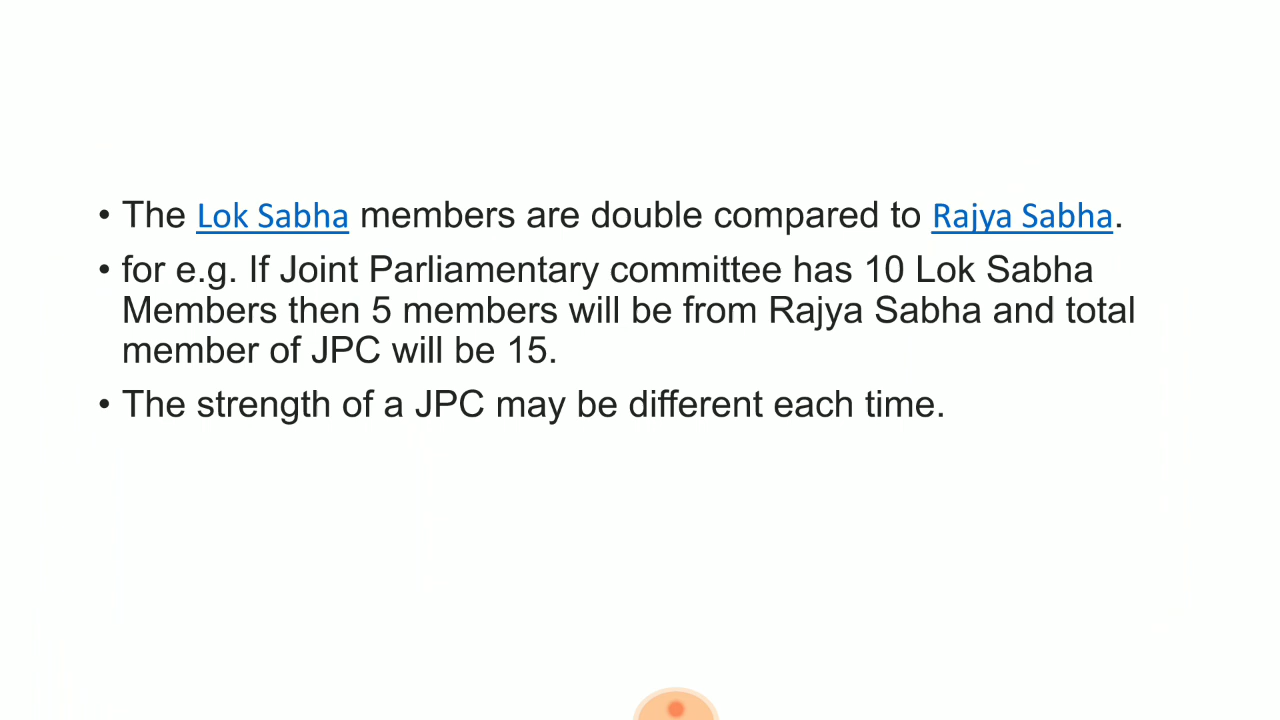 • The Lok Sabha members are double compared to Rajya Sabha.
• for e.g. If Joint Parliamentary committee has 10 Lok Sabha
Members then 5 members will be from Rajya Sabha and total
member of JPC will be 15.
• The strength of a JPC may be different each time.